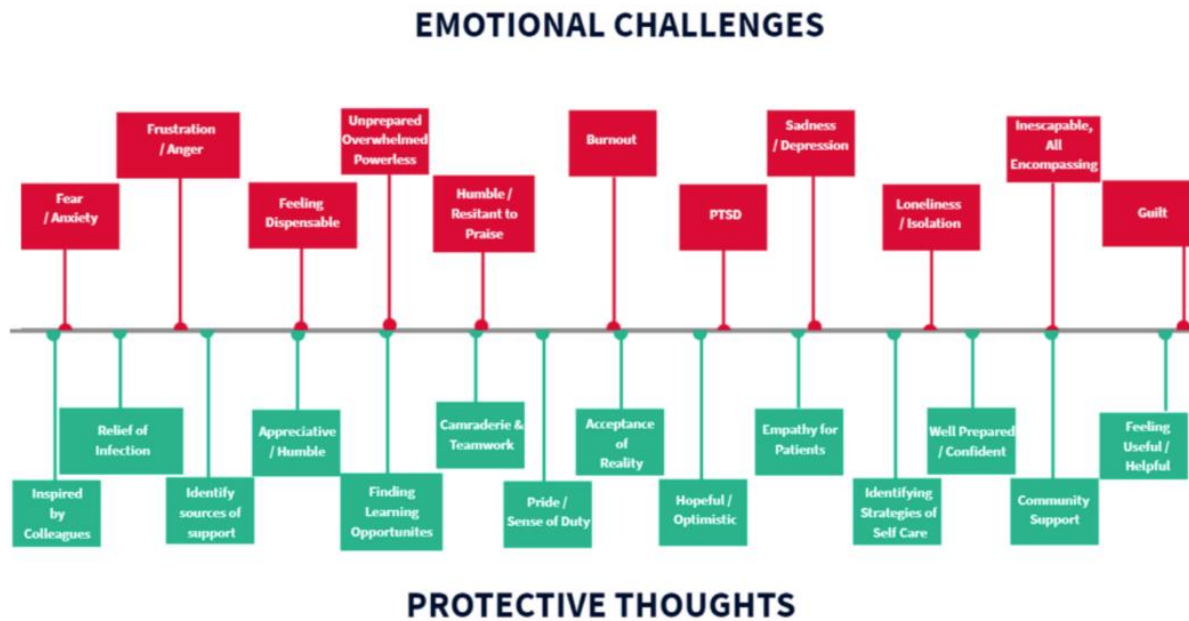 EMOTIONAL CHALLENGES
Fear
/ Anxiety
Frustration
/ Anger
Feeling
Dispensable
Unprepared
Overwhelmed
Powerless
Humble /
Resitant to
Praise
Burnout
PTSD
Sadness
/ Depression
Loneliness
/ Isolation
Inescapable,
All
Encompassing
Guilt
Inspired
by
Colleagues
Relief of
Infection
Identify
sources of
support
Appreciative
/ Humble
Finding
Learning
Opportunites
Camraderie &
Teamwork
Pride /
Sense of Duty
Acceptance
of
Reality
Hopeful /
Optimistic
Empathy for
Patients
Identifying
Strategies of
Self Care
Well Prepared
/ Confident
Community
Support
Feeling
Useful /
Helpful
PROTECTIVE THOUGHTS